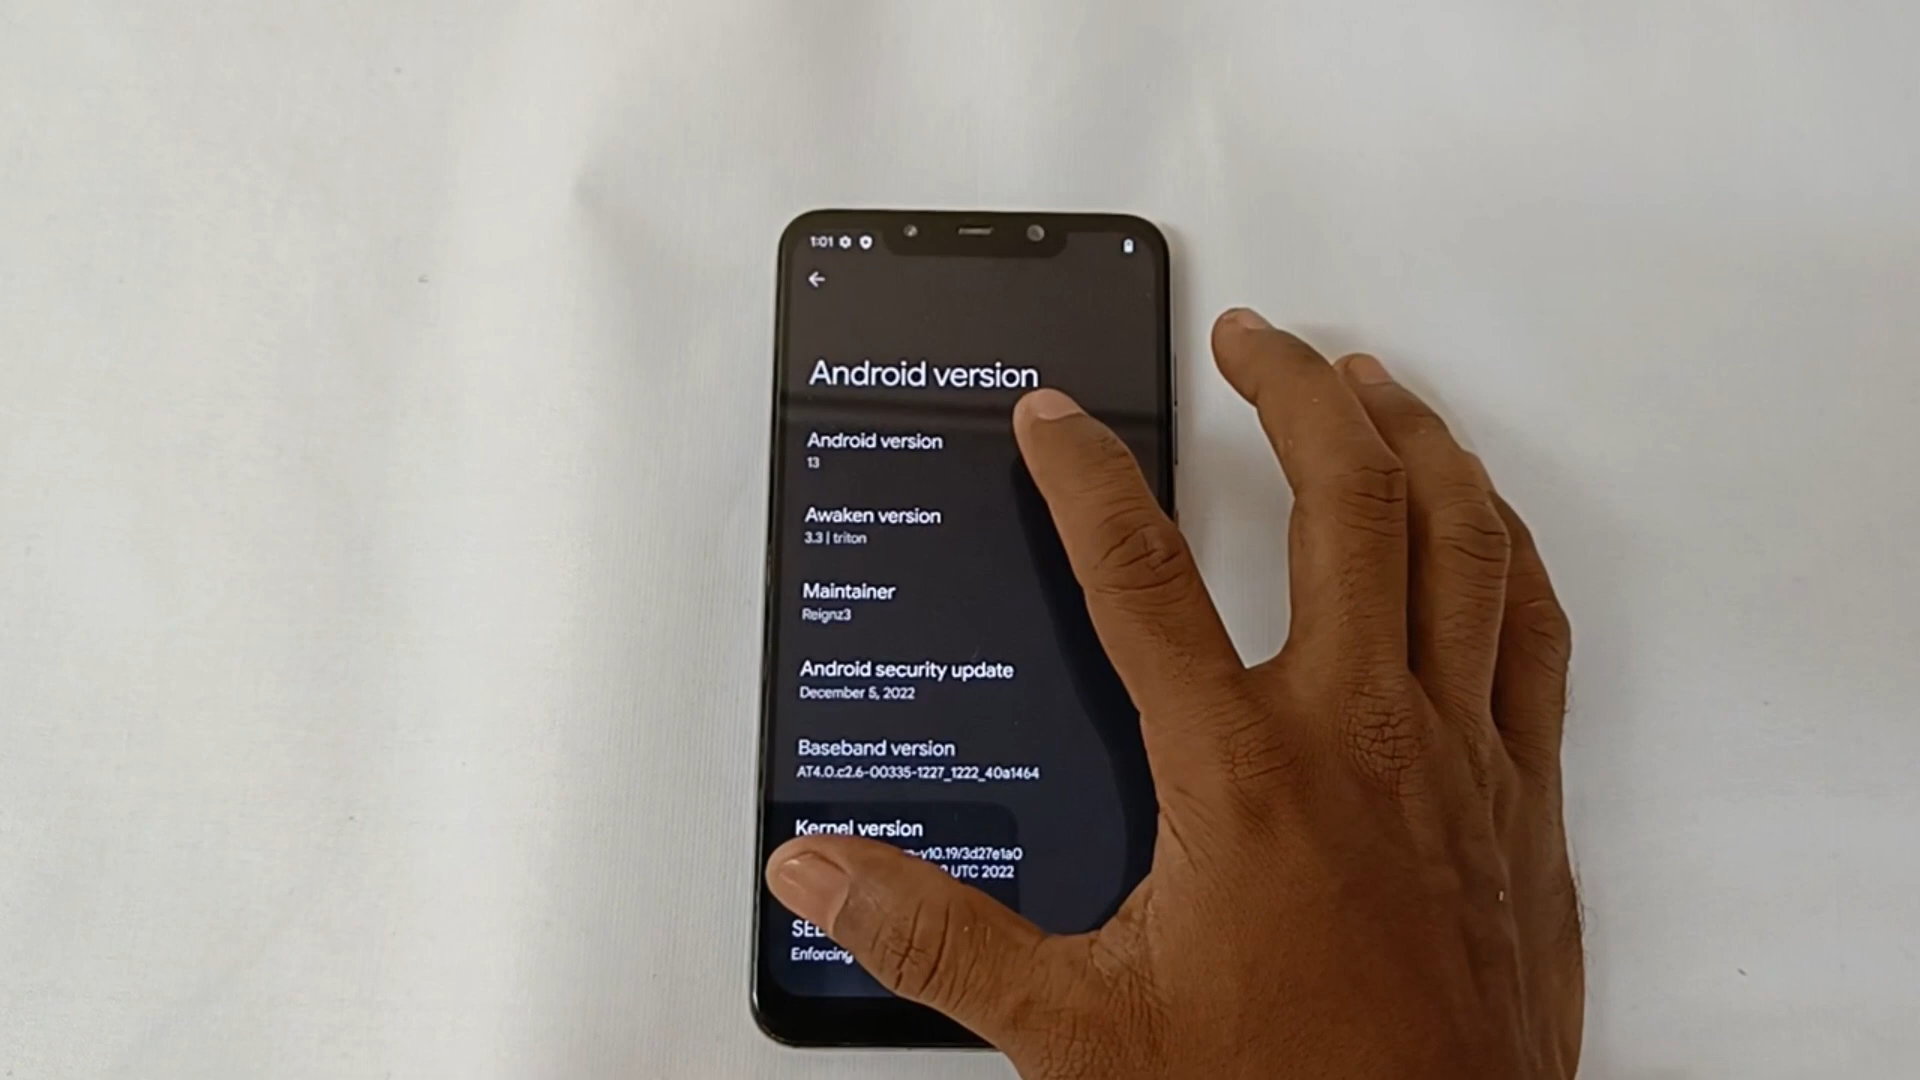 1:01
Android version
Android version
13
Awaken version
3.3 | triton
Maintainer
Reignz3
Android security update
December 5, 2022
Baseband version
AT4.0.c2.6-00335-1227_1222_40a1464
Kernel version
-v10.19/3d27e1a0
UTC 2022
Enforcing